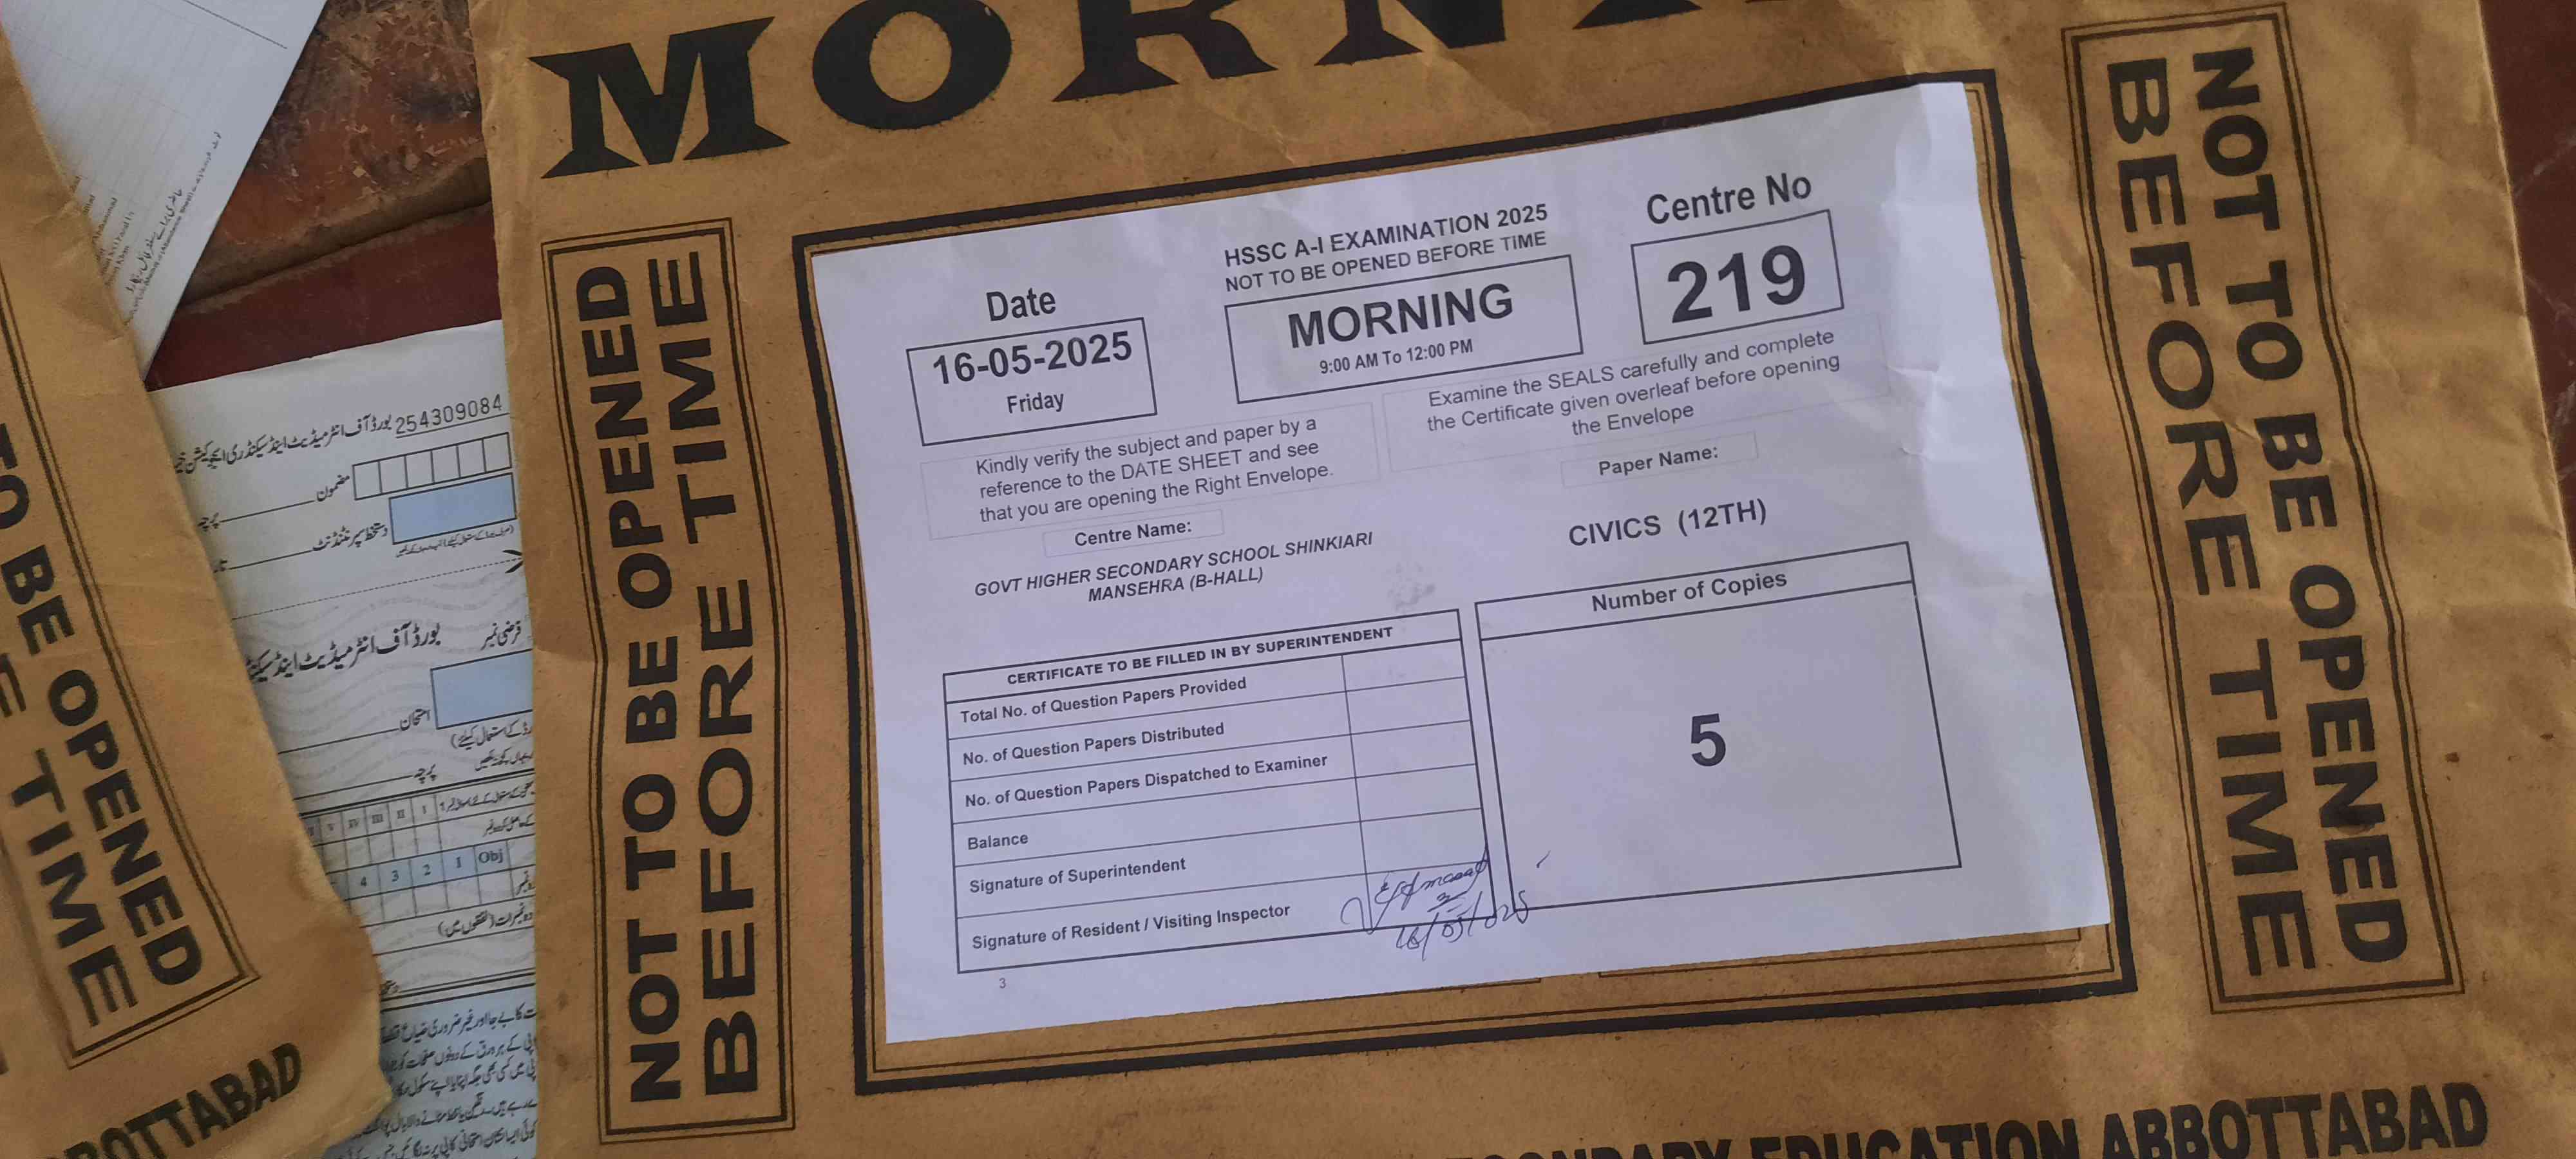 MORN
NOT TO BE OPENED
BEFORE TIME
HSSC A-I EXAMINATION 2025
NOT TO BE OPENED BEFORE TIME
Date
16-05-2025
Friday
MORNING
9:00 AM To 12:00 PM
Centre No
219
Kindly verify the subject and paper by a
reference to the DATE SHEET and see
that you are opening the Right Envelope.
Examine the SEALS carefully and complete
the Certificate given overleaf before opening
the Envelope
Centre Name:
GOVT HIGHER SECONDARY SCHOOL SHINKIARI
MANSEHRA (B-HALL)
Paper Name:
CIVICS (12TH)
CERTIFICATE TO BE FILLED IN BY SUPERINTENDENT
Total No. of Question Papers Provided
No. of Question Papers Distributed
No. of Question Papers Dispatched to Examiner
Balance
Signature of Superintendent
Signature of Resident / Visiting Inspector
Number of Copies
5
3
NOT TO BE OPENED
BEFORE TIME
EDUCATION ABBOTTABAD
TO BE OPENED
TIME
BOTTABAD
254309084 بورڈ آف انٹرمیڈیٹ اینڈ سیکنڈری ایجوکیشن
مضمون
پرچہ
دستخط سپرنٹنڈنٹ
فرضی نمبر
بورڈ آف انٹرمیڈیٹ اینڈ
امتحان
پرچہ
V IV III II I
4 3 2 1 Obj